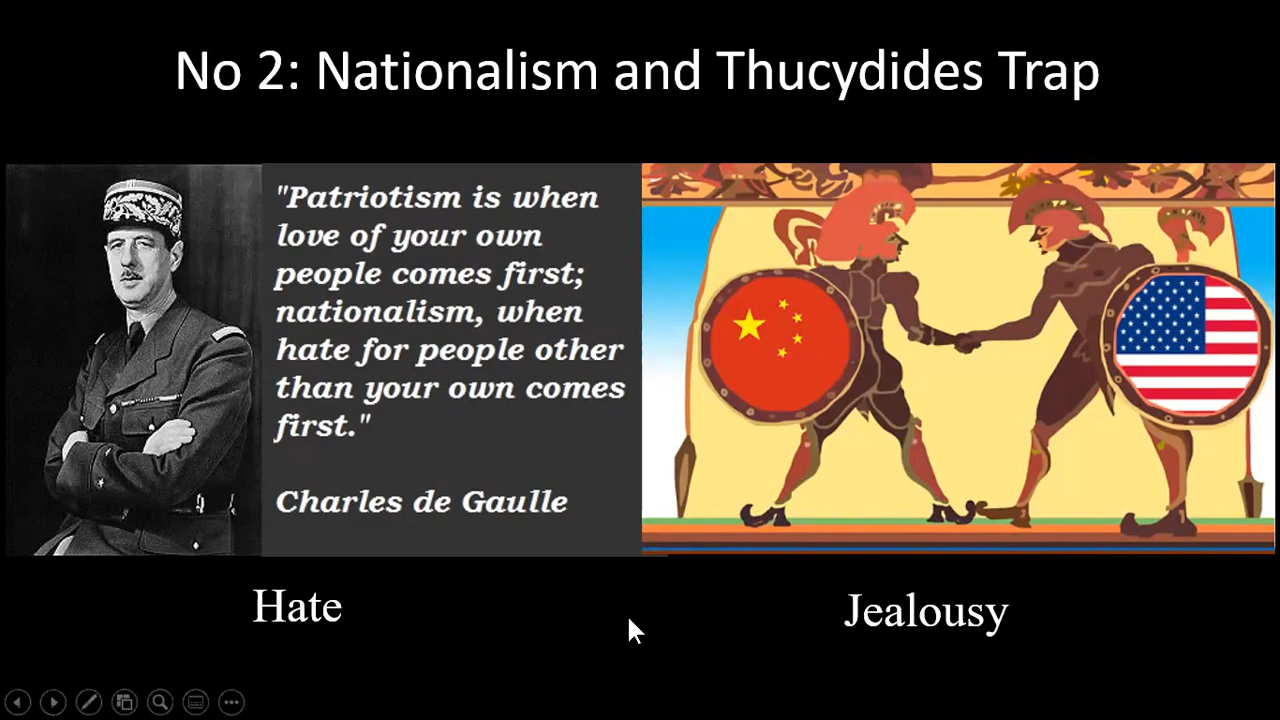 No 2: Nationalism and Thucydides Trap
"Patriotism is when
love of your own
people comes first;
nationalism, when
hate for people other
than your own comes
first."
Charles de Gaulle
Hate
Jealousy